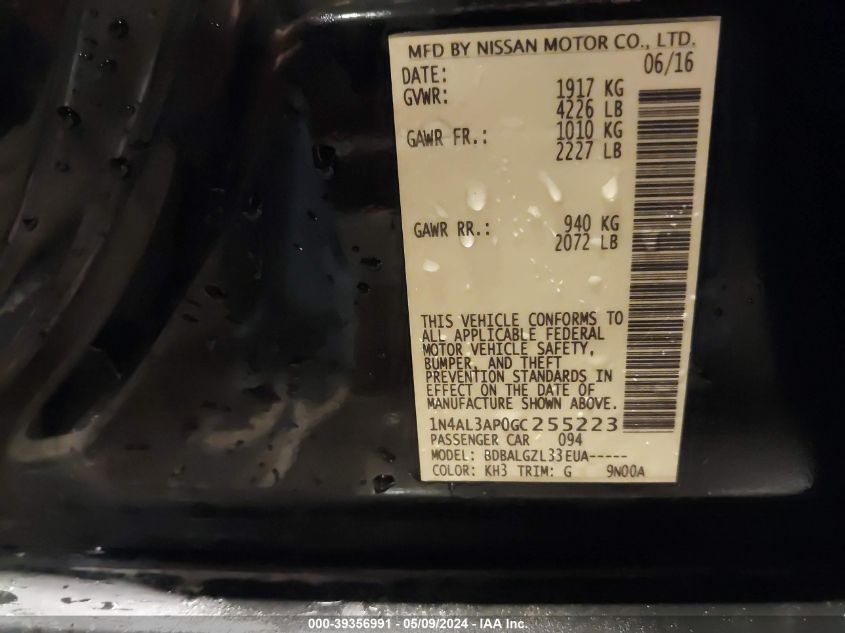 MFD BY NISSAN MOTOR CO., LTD.
DATE: 06/16
GVWR: 1917 KG
4226 LB
GAWR FR.: 1010 KG
2227 LB
GAWR RR.: 940 KG
2072 LB
THIS VEHICLE CONFORMS TO
ALL APPLICABLE FEDERAL
MOTOR VEHICLE SAFETY,
BUMPER, AND THEFT
PREVENTION STANDARDS IN
EFFECT ON THE DATE OF
MANUFACTURE SHOWN ABOVE.
1N4AL3AP0GC255223
PASSENGER CAR 094
MODEL: BDBALGZL33EUA-----
COLOR: KH3 TRIM: G 9N00A
000-39356991 - 05/09/2024 - IAA Inc.